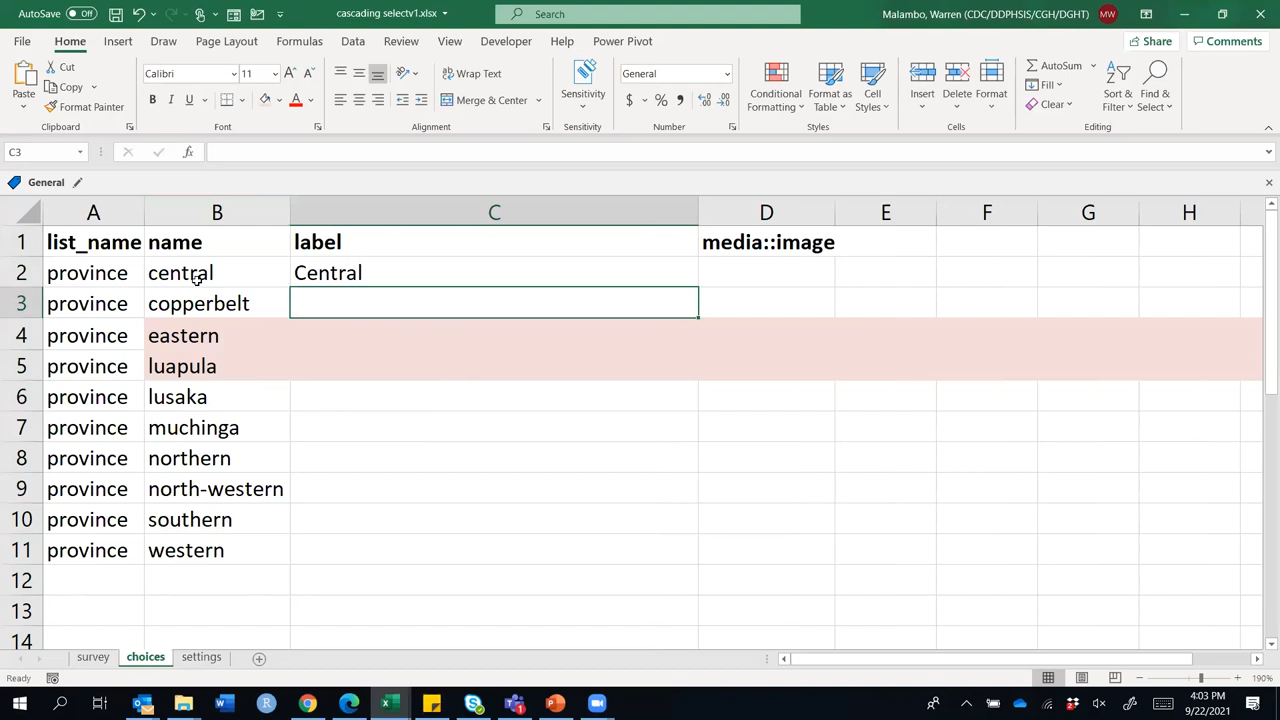 AutoSave Off cascading selectv1.xlsx Search Malambo, Warren (CDC/DDPHSIS/CGH/DGHT) MW
File Home Insert Draw Page Layout Formulas Data Review View Developer Help Power Pivot Share Comments
Paste Cut Copy Format Painter Clipboard
Calibri 11 B I U A Font
Wrap Text Merge & Center Alignment
Sensitivity Sensitivity
General $ % Number
Conditional Formatting Format as Table Cell Styles Styles
Insert Delete Format Cells
AutoSum Fill Clear Sort & Filter Find & Select Editing
C3 fx
General
A B C D E F G H
1 list_name name label media::image
2 province central Central
3 province copperbelt
4 province eastern
5 province luapula
6 province lusaka
7 province muchinga
8 province northern
9 province north-western
10 province southern
11 province western
12
13
14
survey choices settings
Ready 190%
4:03 PM
9/22/2021